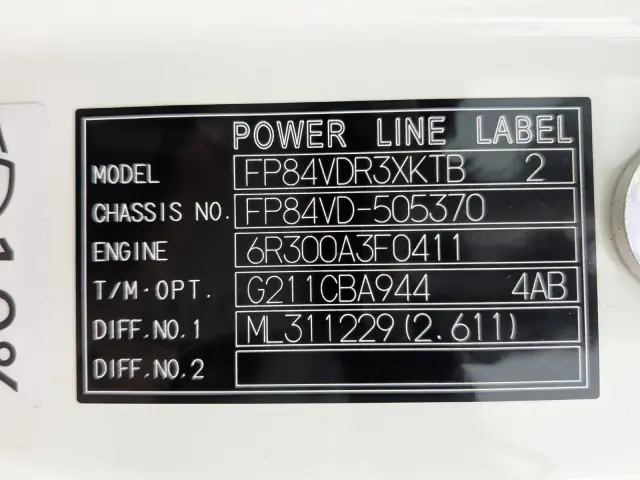 POWER LINE LABEL
MODEL FP84VDR3XKTB 2
CHASSIS NO. FP84VD-505370
ENGINE 6R300A3F0411
T/M·OPT. G211CBA944 4AB
DIFF.NO.1 ML311229(2.611)
DIFF.NO.2